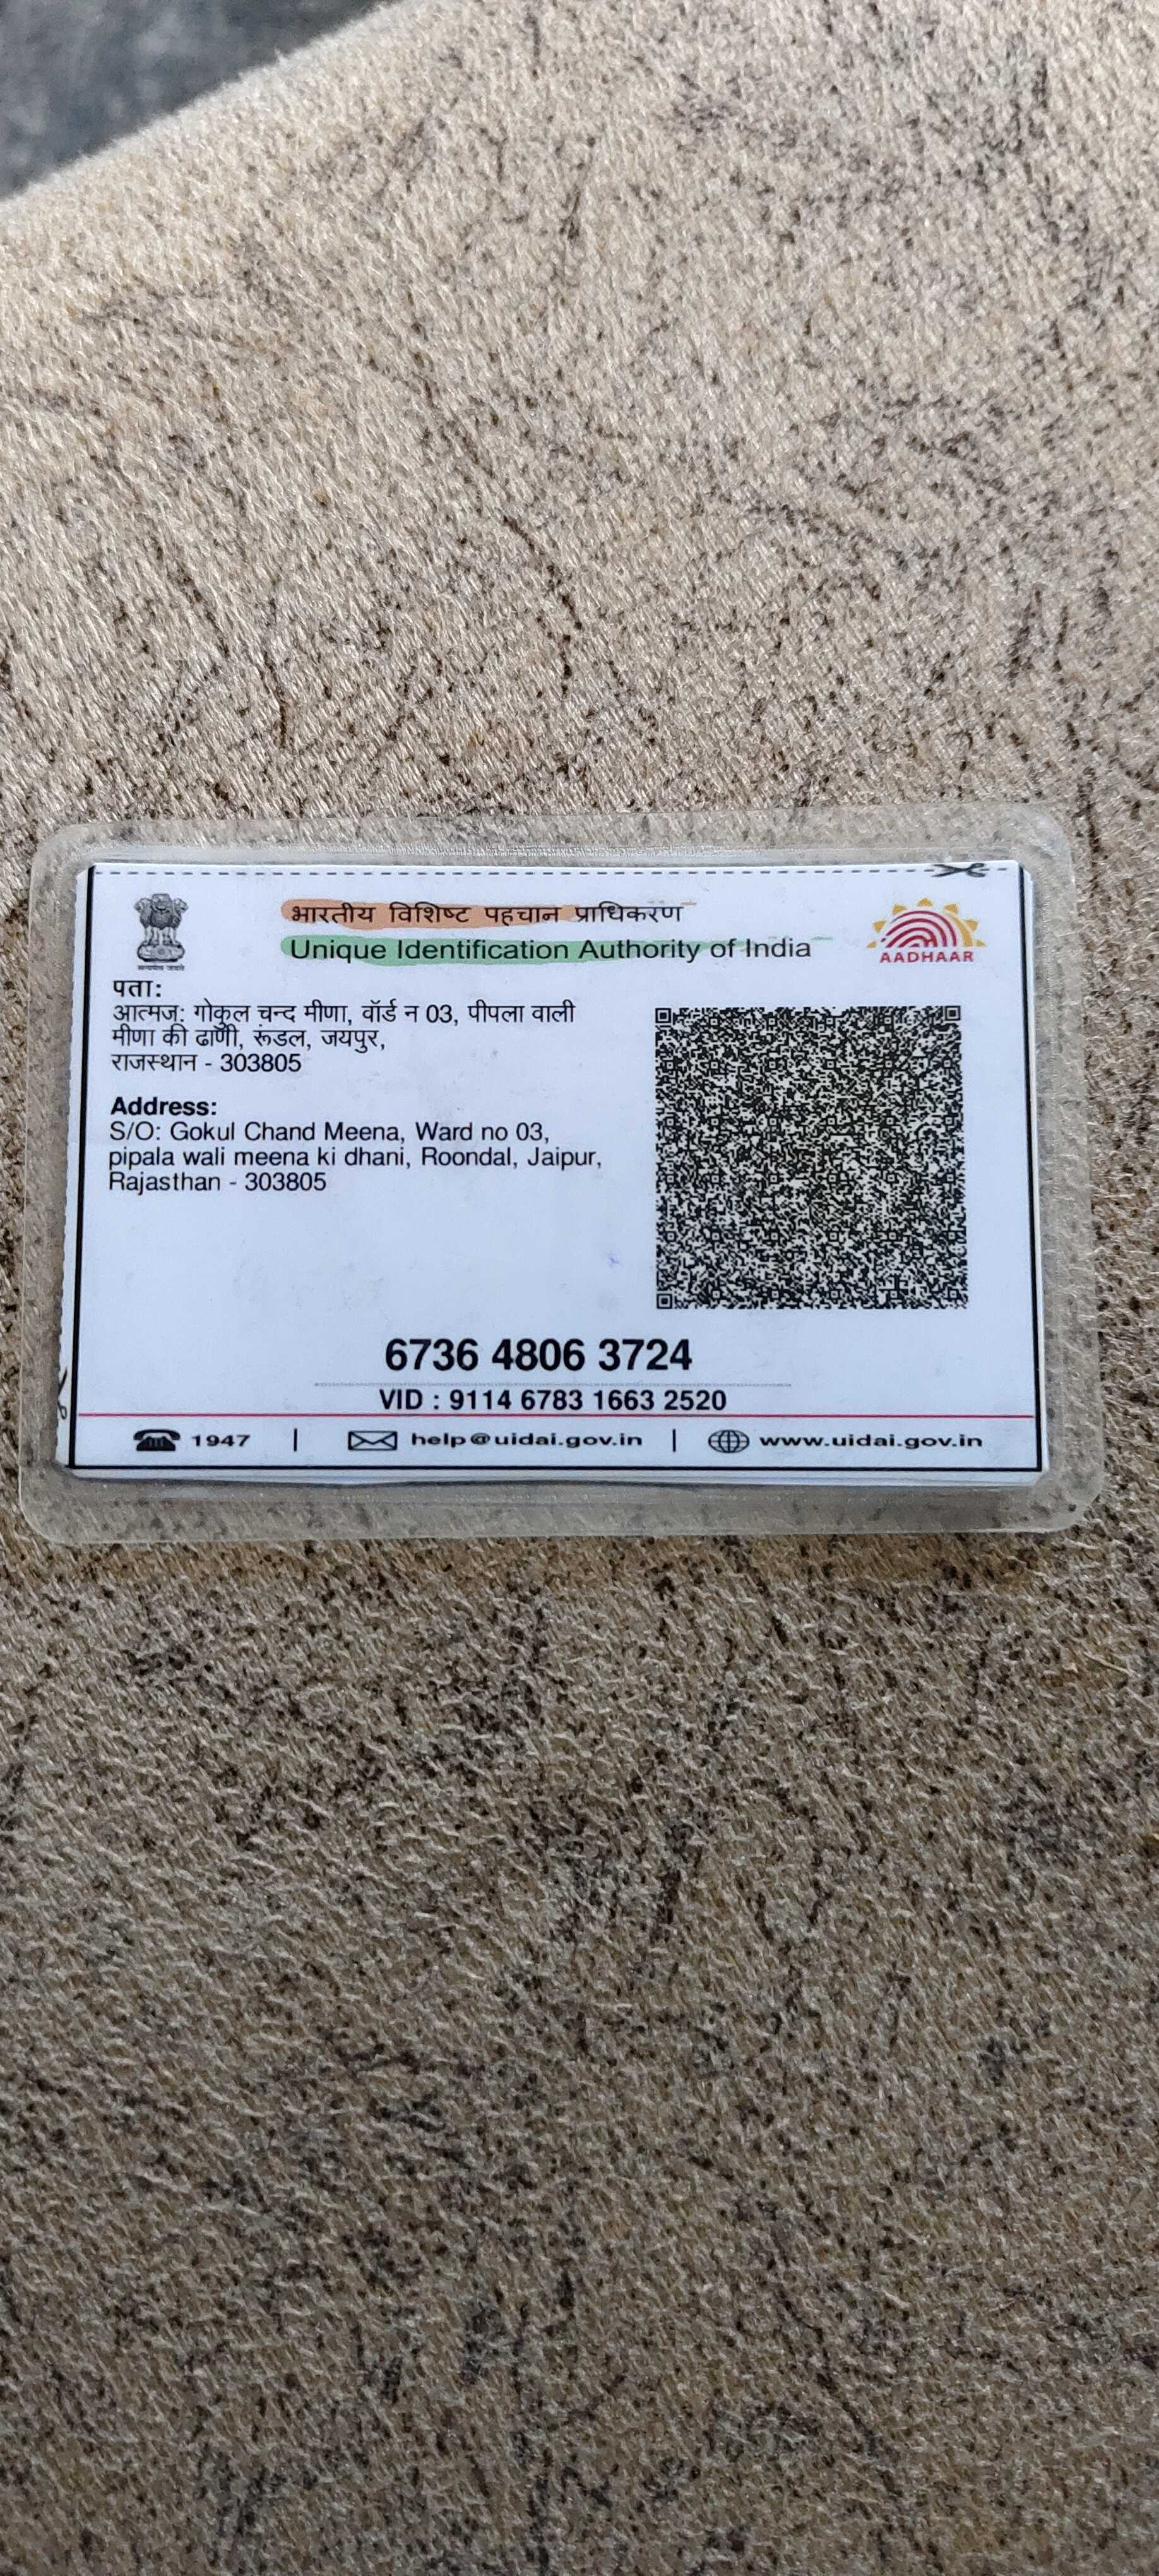 भारतीय विशिष्ट पहचान प्राधिकरण
Unique Identification Authority of India
AADHAAR
सत्यमेव जयते
पता:
आत्मज: गोकुल चन्द मीणा, वॉर्ड न 03, पीपला वाली
मीणा की ढाणी, रूंडल, जयपुर,
राजस्थान - 303805
Address:
S/O: Gokul Chand Meena, Ward no 03,
pipala wali meena ki dhani, Roondal, Jaipur,
Rajasthan - 303805
6736 4806 3724
VID : 9114 6783 1663 2520
1947 | help@uidai.gov.in | www.uidai.gov.in